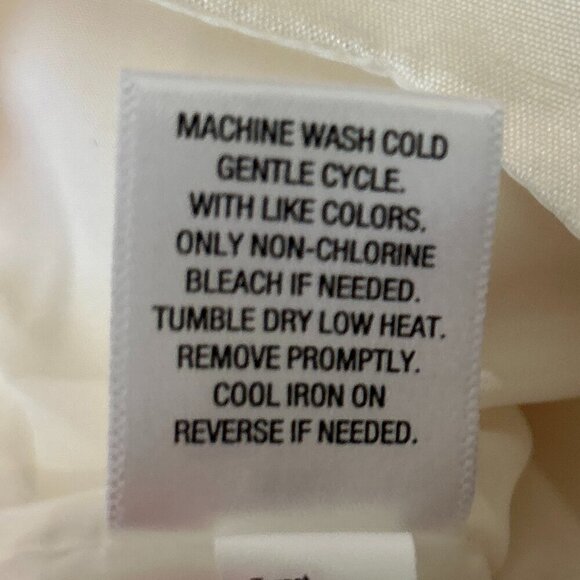 MACHINE WASH COLD
GENTLE CYCLE.
WITH LIKE COLORS.
ONLY NON-CHLORINE
BLEACH IF NEEDED.
TUMBLE DRY LOW HEAT.
REMOVE PROMPTLY.
COOL IRON ON
REVERSE IF NEEDED.